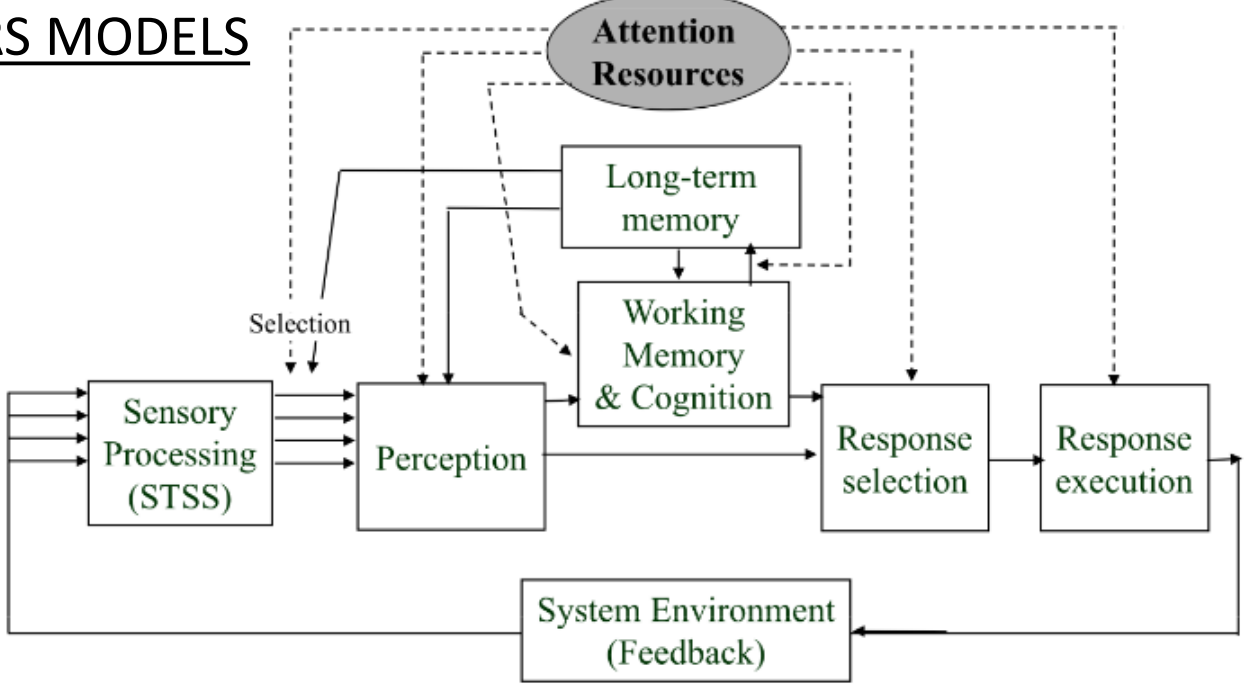 RS MODELS
Attention
Resources
Long-term
memory
Selection
Working
Memory
& Cognition
Sensory
Processing
(STSS)
Perception
Response
selection
Response
execution
System Environment
(Feedback)